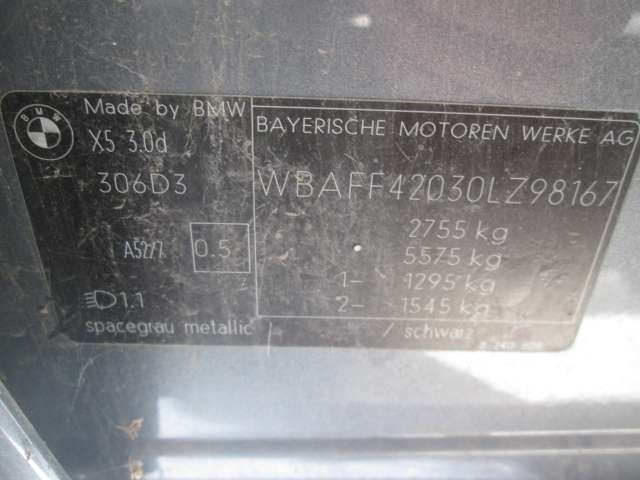 BMW
Made by BMW
X5 3.0d
306D3
A52/7 0.5
1.1
spacegrau metallic
BAYERISCHE MOTOREN WERKE AG
WBAFF42030LZ98167
2755 kg
5575 kg
1- 1295 kg
2- 1545 kg
/ schwarz